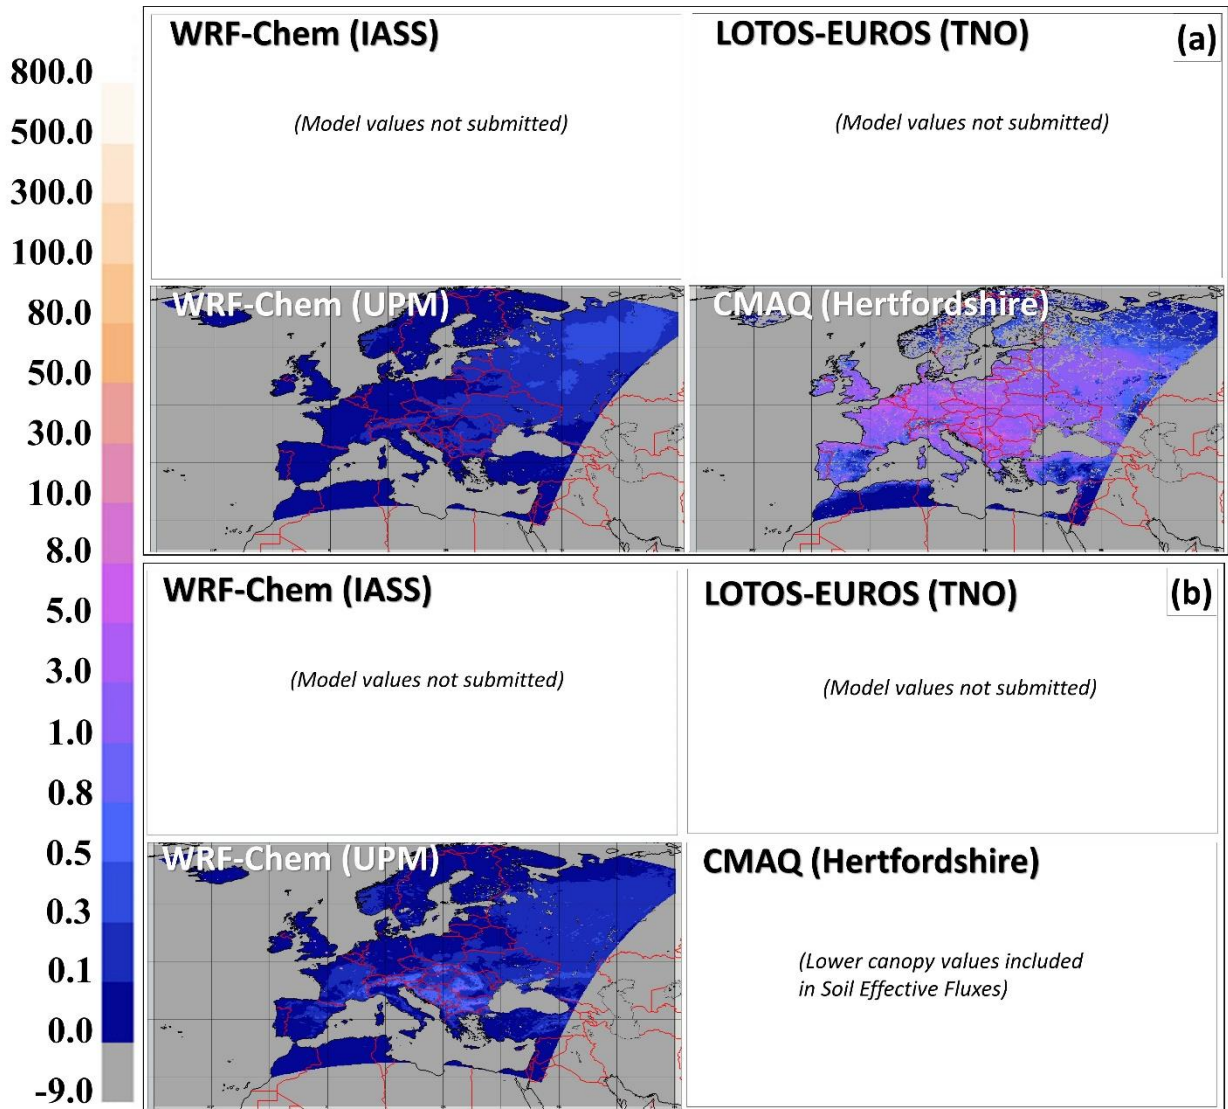 800.0
500.0
300.0
100.0
80.0
50.0
30.0
10.0
8.0
5.0
3.0
1.0
0.8
0.5
0.3
0.1
0.0
-9.0
WRF-Chem (IASS)
LOTOS-EUROS (TNO)
(a)
(Model values not submitted)
(Model values not submitted)
WRF-Chem (UPM)
CMAQ (Hertfordshire)
WRF-Chem (IASS)
LOTOS-EUROS (TNO)
(b)
(Model values not submitted)
(Model values not submitted)
WRF-Chem (UPM)
CMAQ (Hertfordshire)
(Lower canopy values included
in Soil Effective Fluxes)